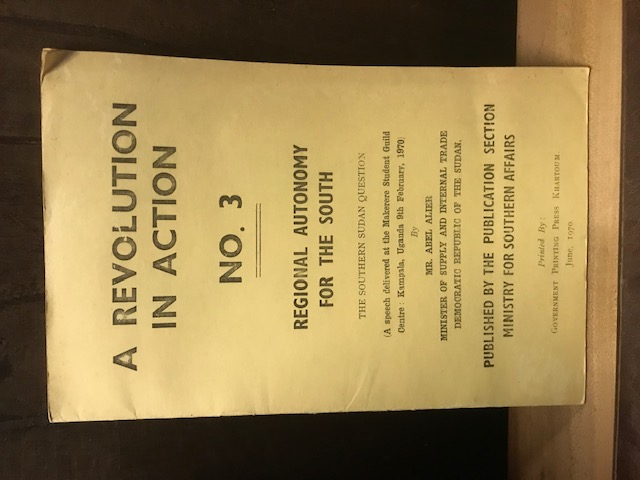 A REVOLUTION
IN ACTION
NO. 3
REGIONAL AUTONOMY
FOR THE SOUTH
THE SOUTHERN SUDAN QUESTION
(A speech delivered at the Makerere Student Guild
Centre : Kampala, Uganda 9th February, 1970)
By
MR. ABEL ALIER
MINISTER OF SUPPLY AND INTERNAL TRADE
DEMOCRATIC REPUBLIC OF THE SUDAN.
PUBLISHED BY THE PUBLICATION SECTION
MINISTRY FOR SOUTHERN AFFAIRS
Printed By :
GOVERNMENT PRINTING PRESS KHARTOUM
June, 1970.